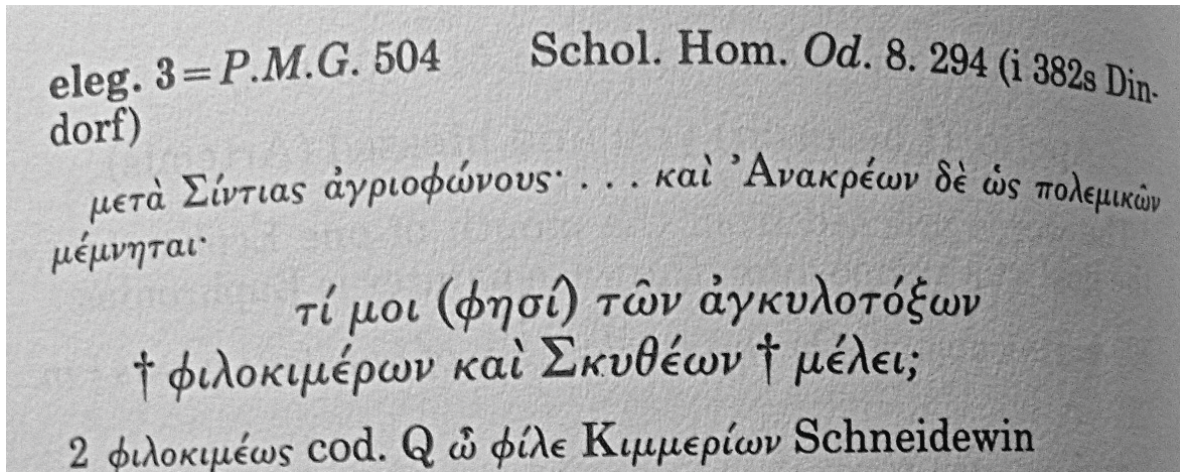 eleg. 3 = P.M.G. 504 Schol. Hom. Od. 8. 294 (i 382s Din-
dorf)
μετὰ Σίντιας ἀγριοφώνους· . . . καὶ Ἀνακρέων δὲ ὡς πολεμικῶν
μέμνηται·
τί μοι (φησί) τῶν ἀγκυλοτόξων
† φιλοκιμέρων καὶ Σκυθέων † μέλει;
2 φιλοκιμέως cod. Q ὦ φίλε Κιμμερίων Schneidewin